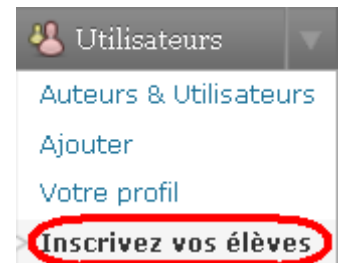 Utilisateurs
Auteurs & Utilisateurs
Ajouter
Votre profil
Inscrivez vos élèves